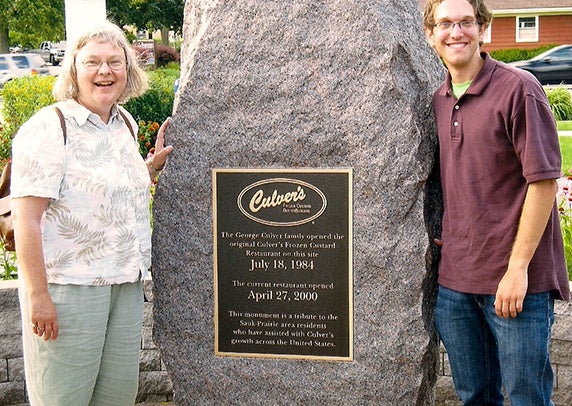 Culver's
FROZEN CUSTARD
BUTTERBURGERS
The George Culver family opened the
original Culver's Frozen Custard
Restaurant on this site
July 18, 1984
The current restaurant opened
April 27, 2000
This monument is a tribute to the
Sauk-Prairie area residents
who have assisted with Culver's
growth across the United States.